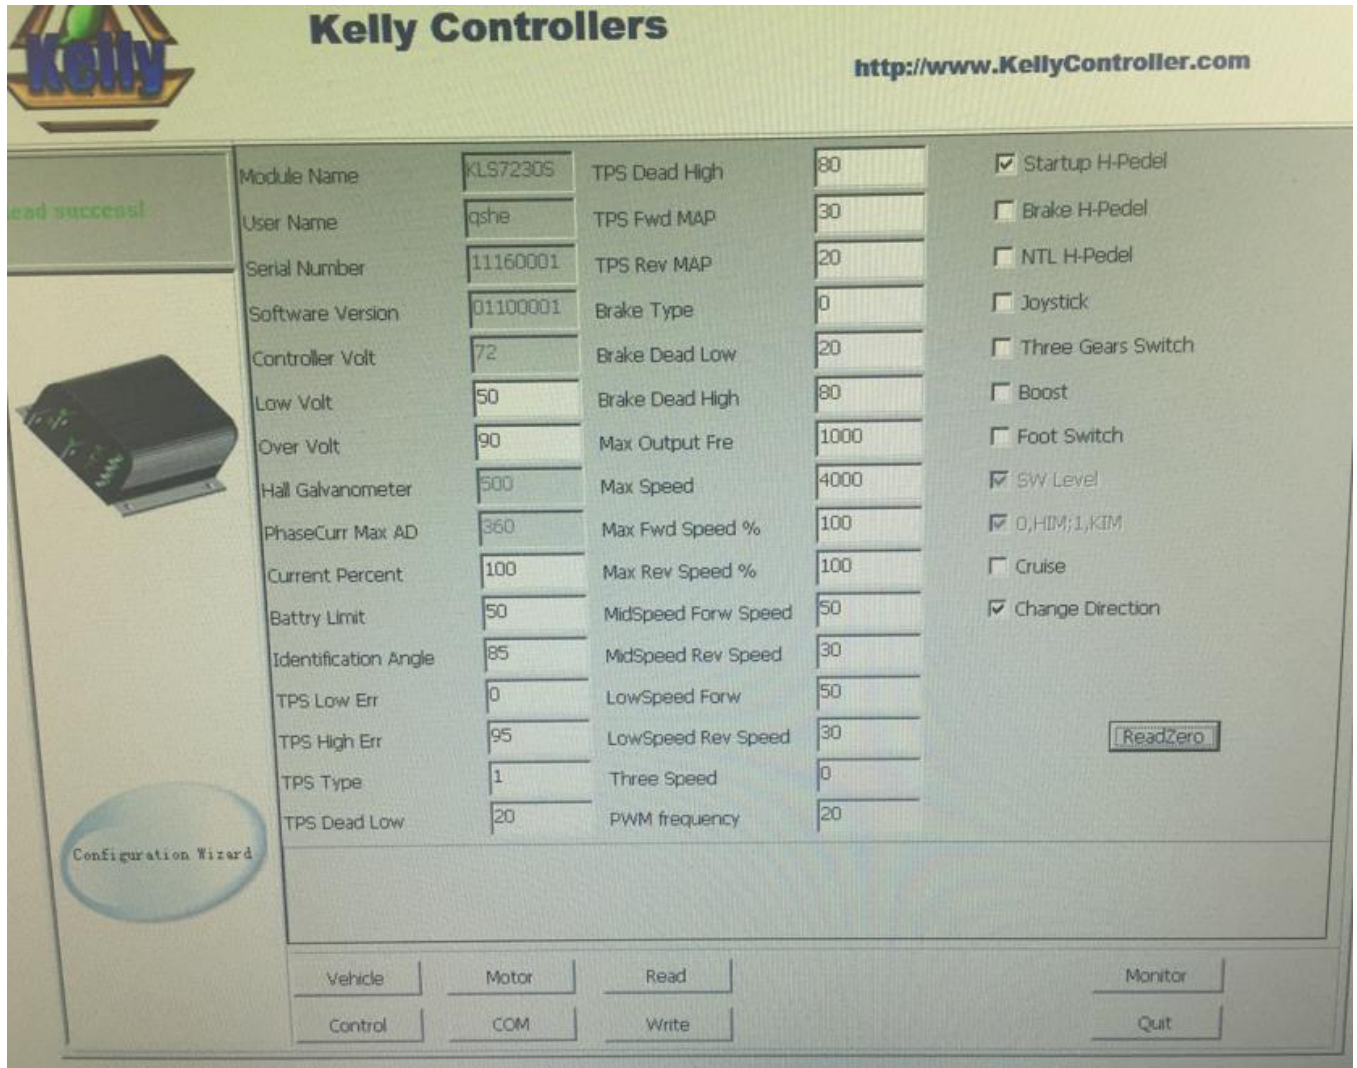 Kelly
Kelly Controllers
http://www.KellyController.com
ead success!
Module Name KLS7230S TPS Dead High 80 Startup H-Pedel
User Name qshe TPS Fwd MAP 30 Brake H-Pedel
Serial Number 11160001 TPS Rev MAP 20 NTL H-Pedel
Software Version 01100001 Brake Type 0 Joystick
Controller Volt 72 Brake Dead Low 20 Three Gears Switch
Low Volt 50 Brake Dead High 80 Boost
Over Volt 90 Max Output Fre 1000 Foot Switch
Hall Galvanometer 500 Max Speed 4000 SW Level
PhaseCurr Max AD 360 Max Fwd Speed % 100 0,HIM;1,KIM
Current Percent 100 Max Rev Speed % 100 Cruise
Battry Limit 50 MidSpeed Forw Speed 50 Change Direction
Identification Angle 85 MidSpeed Rev Speed 30
TPS Low Err 0 LowSpeed Forw 50
TPS High Err 95 LowSpeed Rev Speed 30 ReadZero
TPS Type 1 Three Speed 0
TPS Dead Low 20 PWM frequency 20
Configuration Wizard
Vehicle Motor Read Monitor
Control COM Write Quit